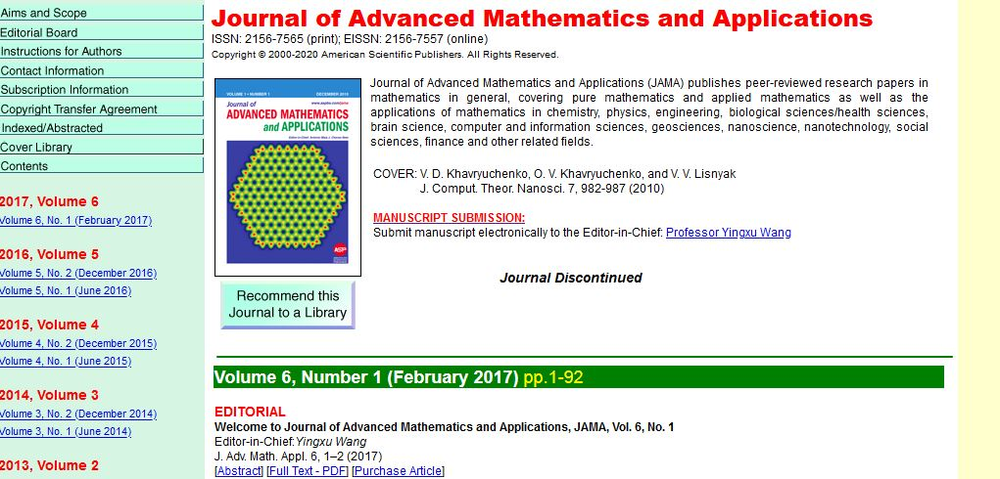 Aims and Scope
Editorial Board
Instructions for Authors
Contact Information
Subscription Information
Copyright Transfer Agreement
Indexed/Abstracted
Cover Library
Contents
2017, Volume 6
Volume 6, No. 1 (February 2017)
2016, Volume 5
Volume 5, No. 2 (December 2016)
Volume 5, No. 1 (June 2016)
2015, Volume 4
Volume 4, No. 2 (December 2015)
Volume 4, No. 1 (June 2015)
2014, Volume 3
Volume 3, No. 2 (December 2014)
Volume 3, No. 1 (June 2014)
2013, Volume 2
Journal of Advanced Mathematics and Applications
ISSN: 2156-7565 (print); EISSN: 2156-7557 (online)
Copyright © 2000-2020 American Scientific Publishers. All Rights Reserved.
VOLUME 1 • NUMBER 1 DECEMBER 2010
Journal of www.aspbs.com/jama
ADVANCED MATHEMATICS
and APPLICATIONS
ASP
Recommend this
Journal to a Library
Journal of Advanced Mathematics and Applications (JAMA) publishes peer-reviewed research papers in
mathematics in general, covering pure mathematics and applied mathematics as well as the
applications of mathematics in chemistry, physics, engineering, biological sciences/health sciences,
brain science, computer and information sciences, geosciences, nanoscience, nanotechnology, social
sciences, finance and other related fields.
COVER: V. D. Khavryuchenko, O. V. Khavryuchenko, and V. V. Lisnyak
J. Comput. Theor. Nanosci. 7, 982-987 (2010)
MANUSCRIPT SUBMISSION:
Submit manuscript electronically to the Editor-in-Chief: Professor Yingxu Wang
Journal Discontinued
Volume 6, Number 1 (February 2017) pp.1-92
EDITORIAL
Welcome to Journal of Advanced Mathematics and Applications, JAMA, Vol. 6, No. 1
Editor-in-Chief:Yingxu Wang
J. Adv. Math. Appl. 6, 1–2 (2017)
[Abstract] [Full Text - PDF] [Purchase Article]